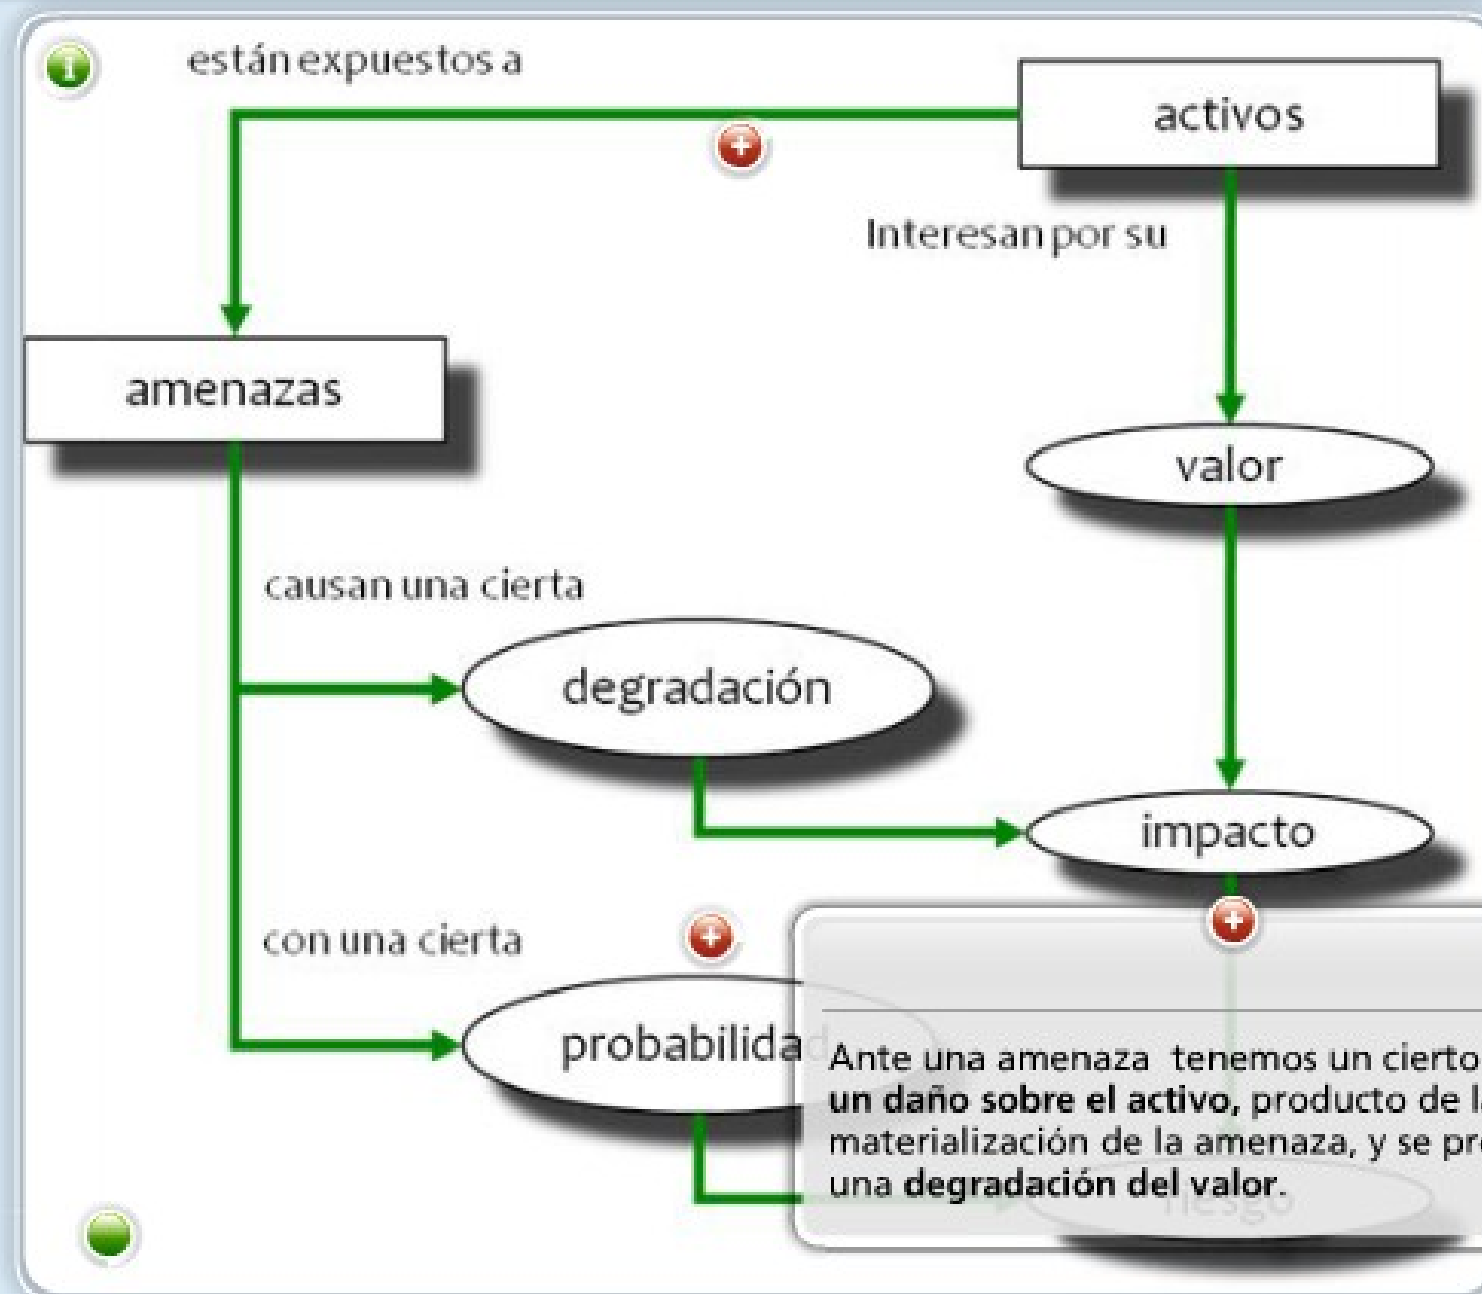 están expuestos a
activos
Interesan por su
amenazas
valor
causan una cierta
degradación
impacto
con una cierta
probabilidad
Ante una amenaza tenemos un cierto
un daño sobre el activo, producto de
materialización de la amenaza, y se
una degradación del valor.
riesgo